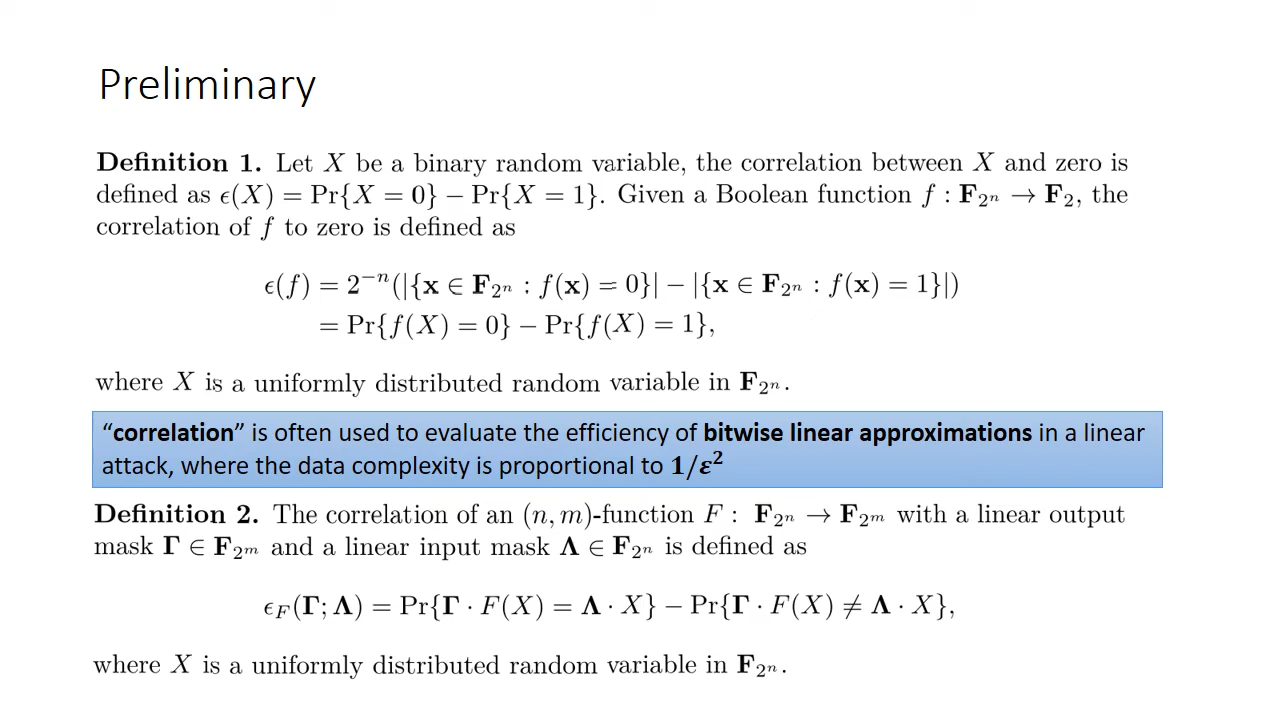 Preliminary
Definition 1. Let X be a binary random variable, the correlation between X and zero is
defined as ϵ(X) = Pr{X = 0} − Pr{X = 1}. Given a Boolean function f : F₂ⁿ → F₂, the
correlation of f to zero is defined as
ϵ(f) = 2⁻ⁿ(|{x ∈ F₂ⁿ : f(x) = 0}| − |{x ∈ F₂ⁿ : f(x) = 1}|)
= Pr{f(X) = 0} − Pr{f(X) = 1},
where X is a uniformly distributed random variable in F₂ⁿ.
“correlation” is often used to evaluate the efficiency of bitwise linear approximations in a linear
attack, where the data complexity is proportional to 1/ε²
Definition 2. The correlation of an (n, m)-function F : F₂ⁿ → F₂ᵐ with a linear output
mask Γ ∈ F₂ᵐ and a linear input mask Λ ∈ F₂ⁿ is defined as
ϵF(Γ; Λ) = Pr{Γ · F(X) = Λ · X} − Pr{Γ · F(X) ≠ Λ · X},
where X is a uniformly distributed random variable in F₂ⁿ.